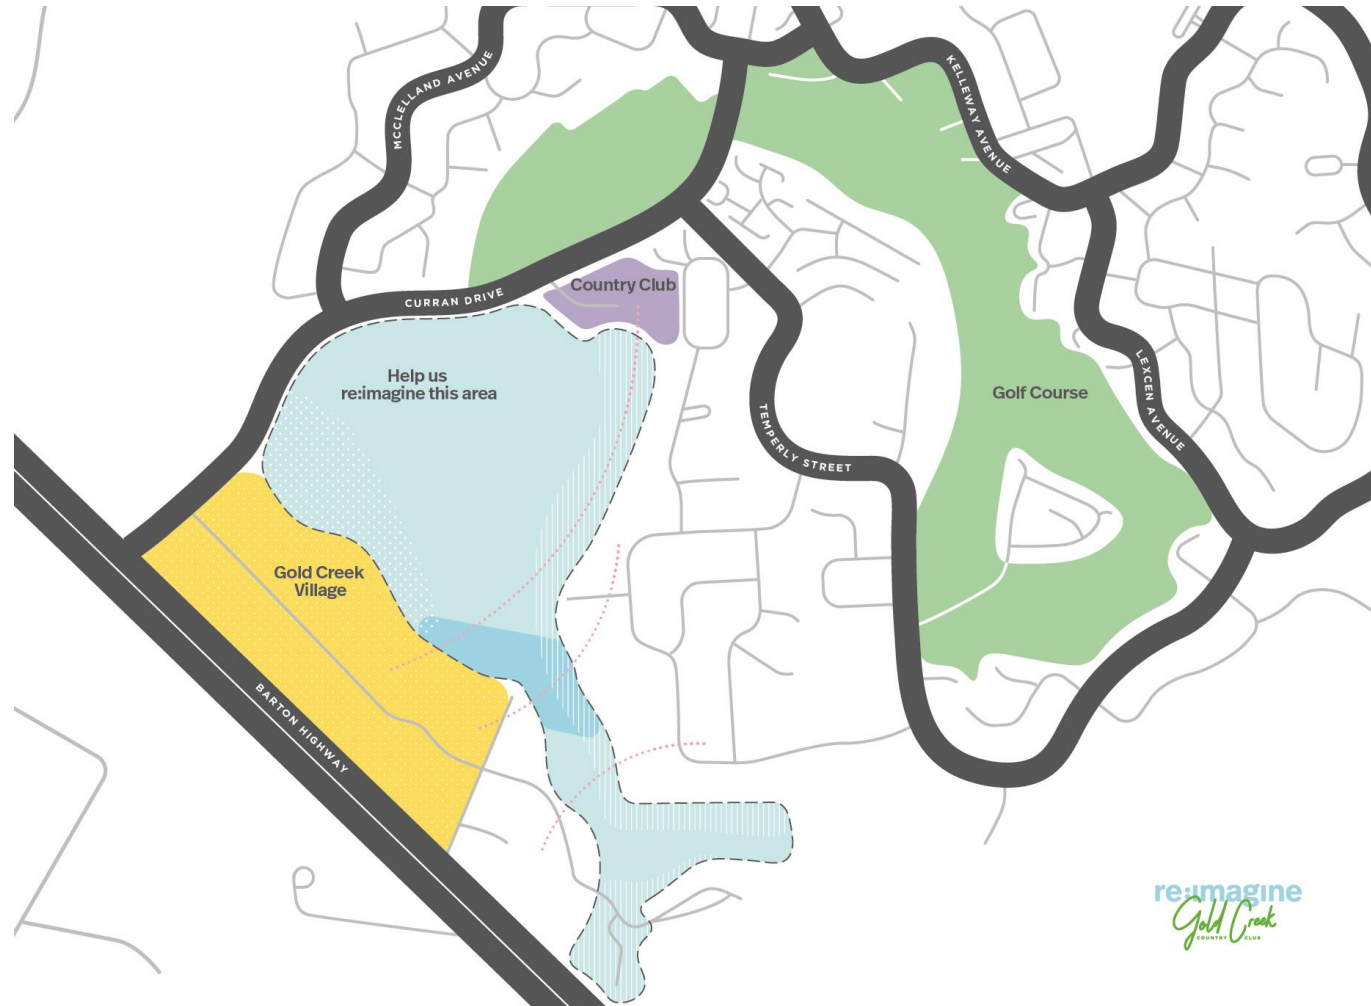 MCCLELLAND AVENUE
KELLEWAY AVENUE
Country Club
CURRAN DRIVE
Help us
re:imagine this area
Golf Course
LEXCEN AVENUE
TEMPERLY STREET
Gold Creek
Village
BARTON HIGHWAY
re:imagine
Gold Creek
COUNTRY CLUB